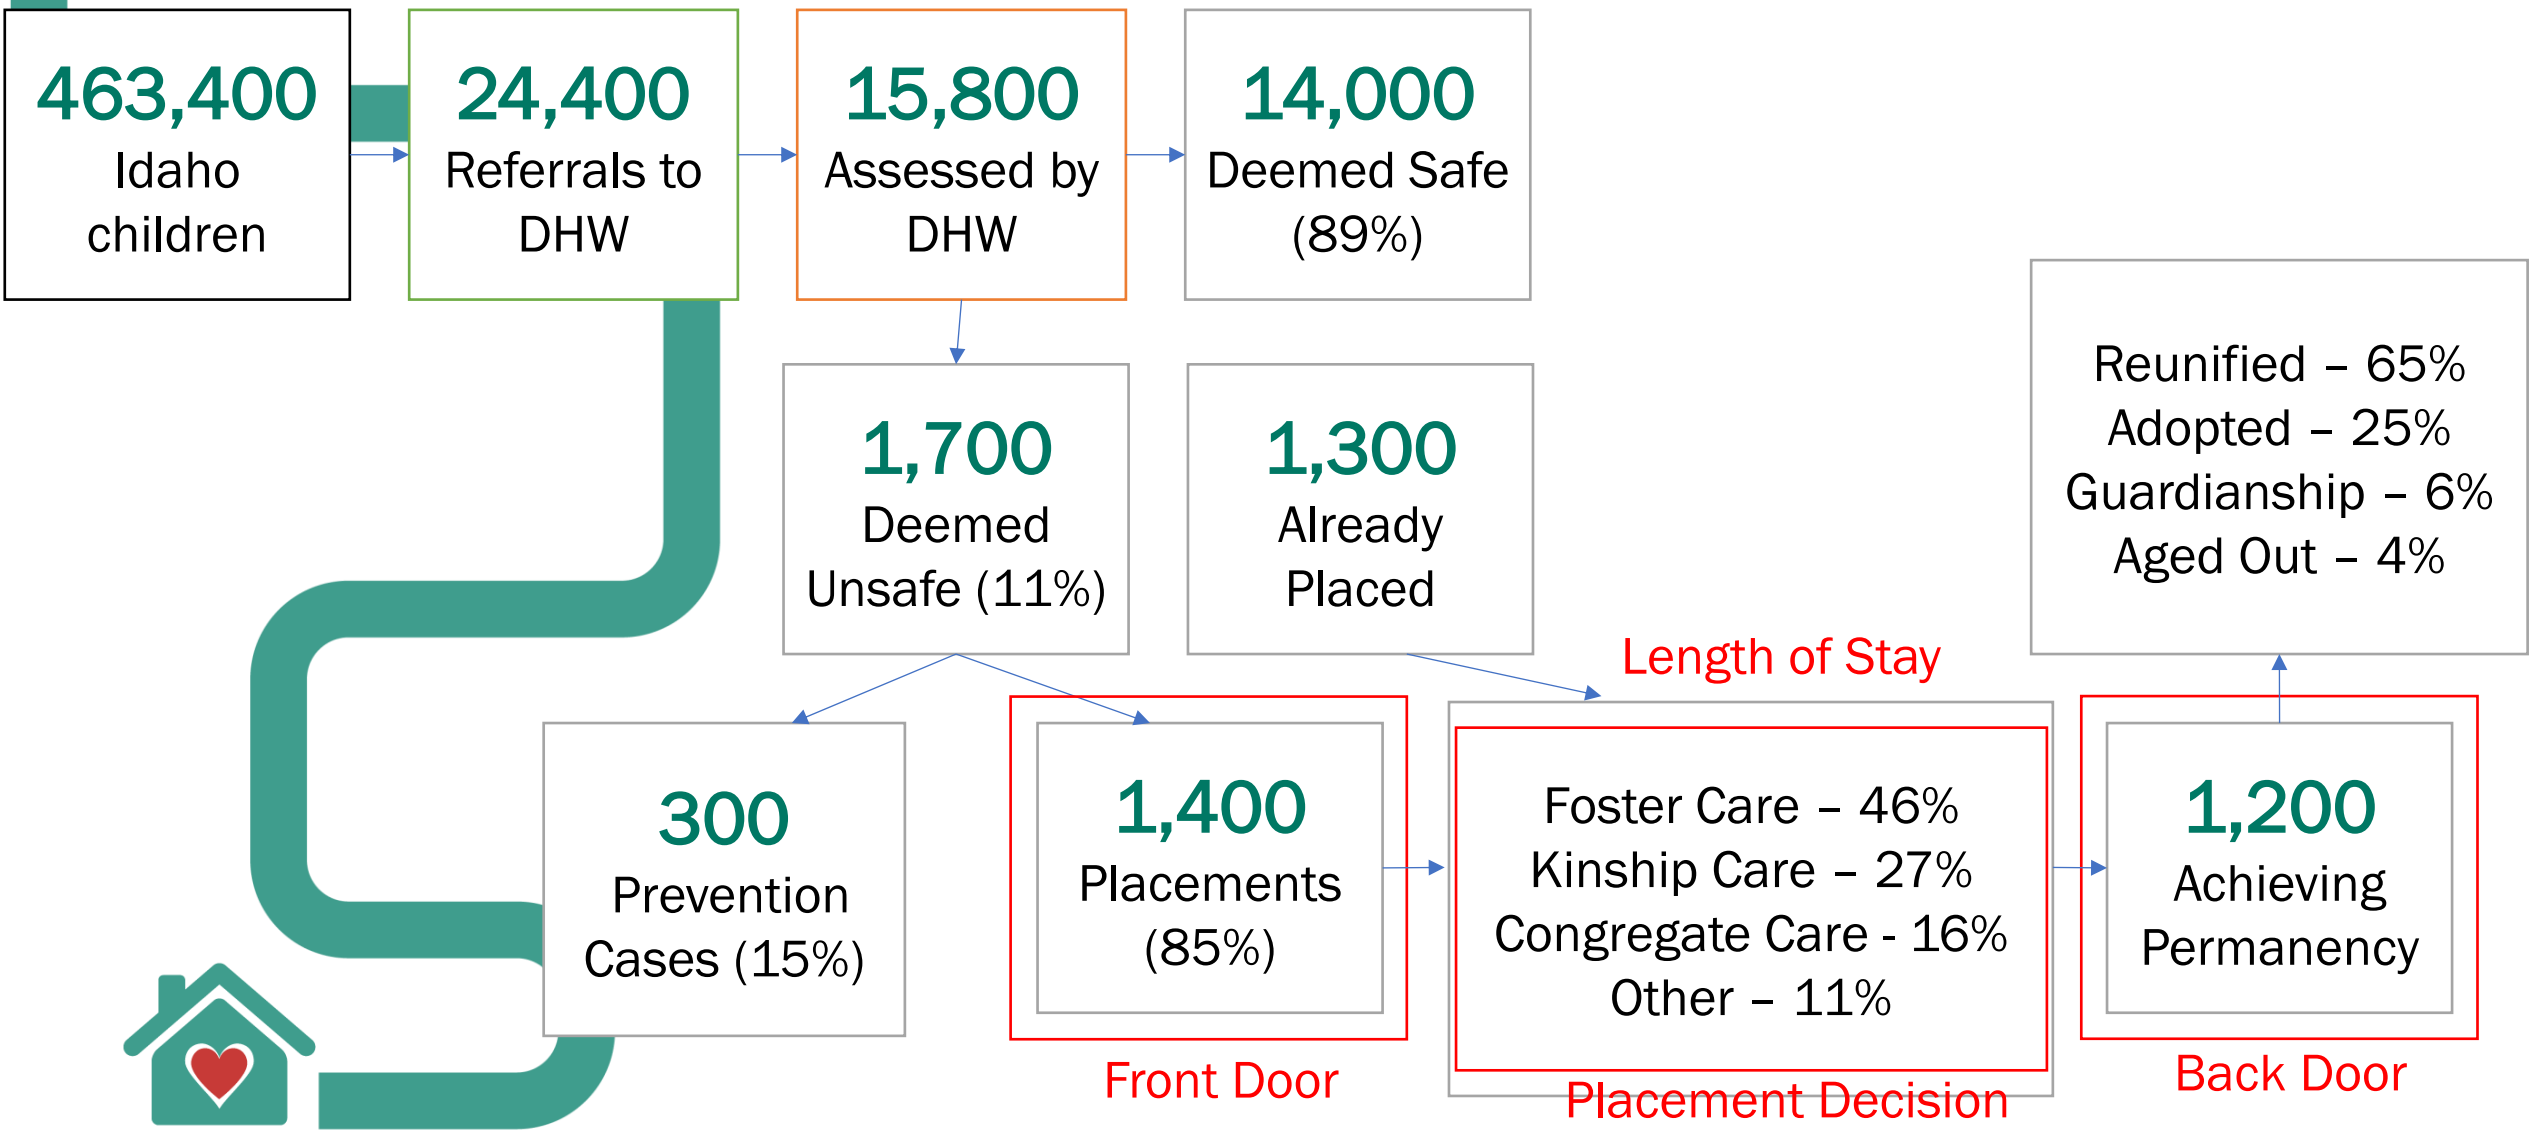 463,400
Idaho
children
24,400
Referrals to
DHW
15,800
Assessed by
DHW
14,000
Deemed Safe
(89%)
1,700
Deemed
Unsafe (11%)
1,300
Already
Placed
Reunified – 65%
Adopted – 25%
Guardianship – 6%
Aged Out – 4%
Length of Stay
300
Prevention
Cases (15%)
1,400
Placements
(85%)
Front Door
Foster Care – 46%
Kinship Care – 27%
Congregate Care - 16%
Other – 11%
Placement Decision
1,200
Achieving
Permanency
Back Door